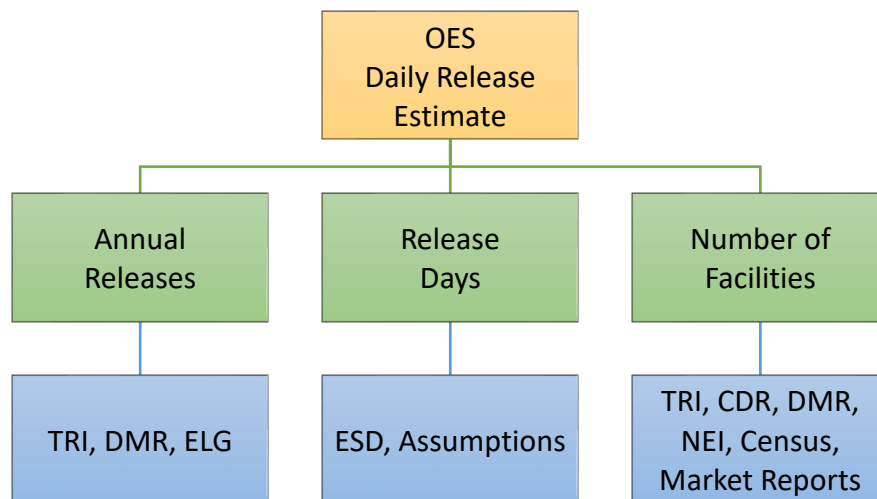 OES
Daily Release
Estimate
Annual
Releases
Release
Days
Number of
Facilities
TRI, DMR, ELG
ESD, Assumptions
TRI, CDR, DMR,
NEI, Census,
Market Reports